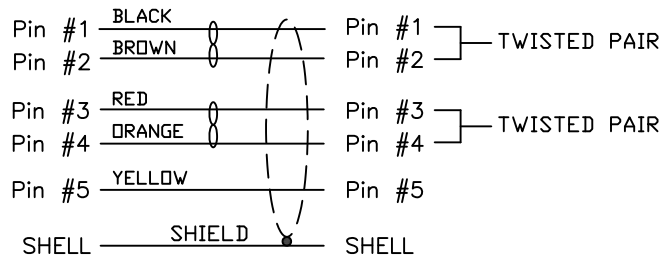 Pin #1 BLACK Pin #1
Pin #2 BROWN Pin #2
TWISTED PAIR
Pin #3 RED Pin #3
Pin #4 ORANGE Pin #4
TWISTED PAIR
Pin #5 YELLOW Pin #5
SHELL SHIELD SHELL